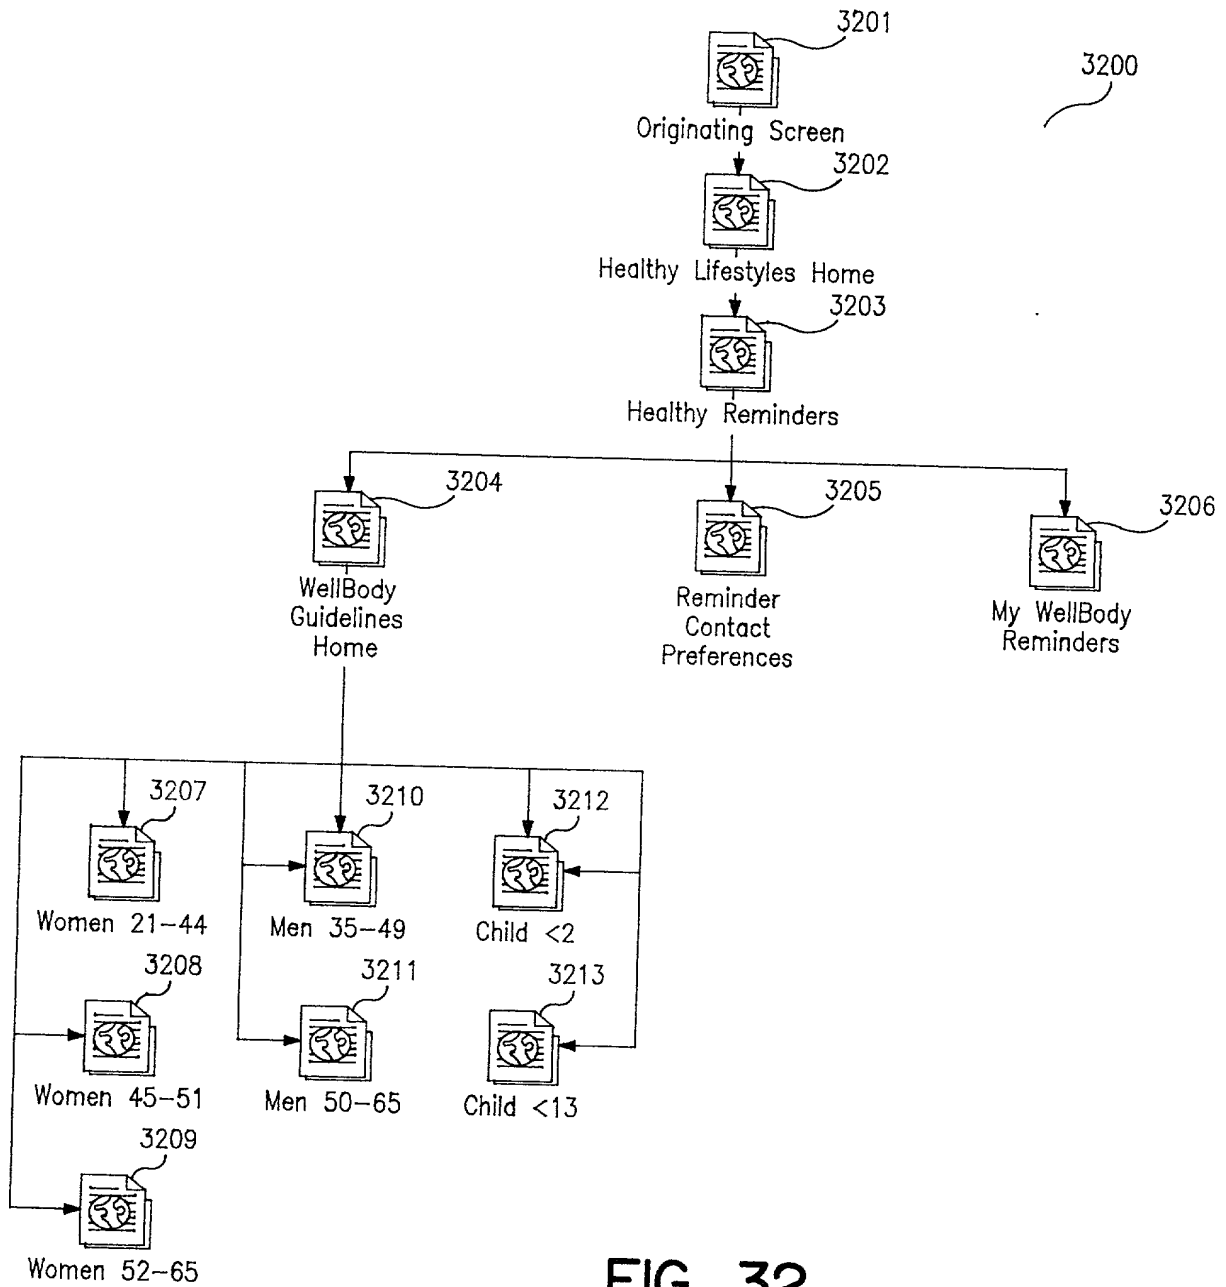 3201
3200
Originating Screen
3202
Healthy Lifestyles Home
3203
Healthy Reminders
3204
3205
3206
WellBody
Guidelines
Home
Reminder
Contact
Preferences
My WellBody
Reminders
3207
3210
3212
Women 21-44
Men 35-49
Child <2
3208
3211
3213
Women 45-51
Men 50-65
Child <13
3209
Women 52-65
FIG. 32